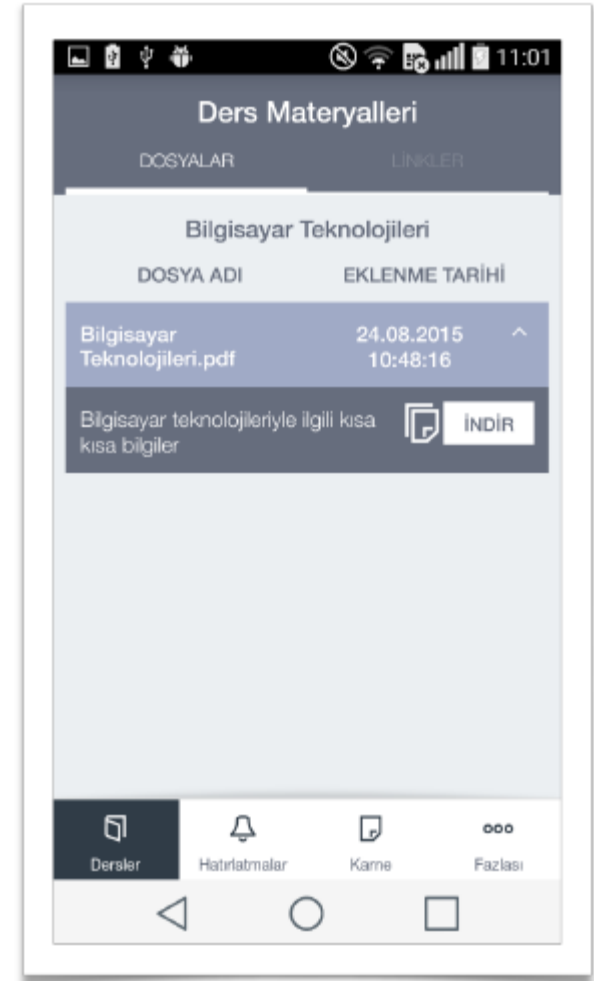 11:01
Ders Materyalleri
DOSYALAR
LİNKLER
Bilgisayar Teknolojileri
DOSYA ADI
EKLENME TARİHİ
Bilgisayar
Teknolojileri.pdf
24.08.2015
10:48:16
Bilgisayar teknolojileriyle ilgili kısa
kısa bilgiler
İNDİR
Dersler
Hatırlatmalar
Karne
Fazlası